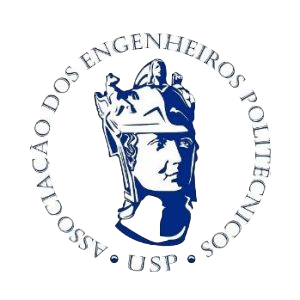 ASSOCIAÇÃO DOS ENGENHEIROS POLITÉCNICOS
• USP •